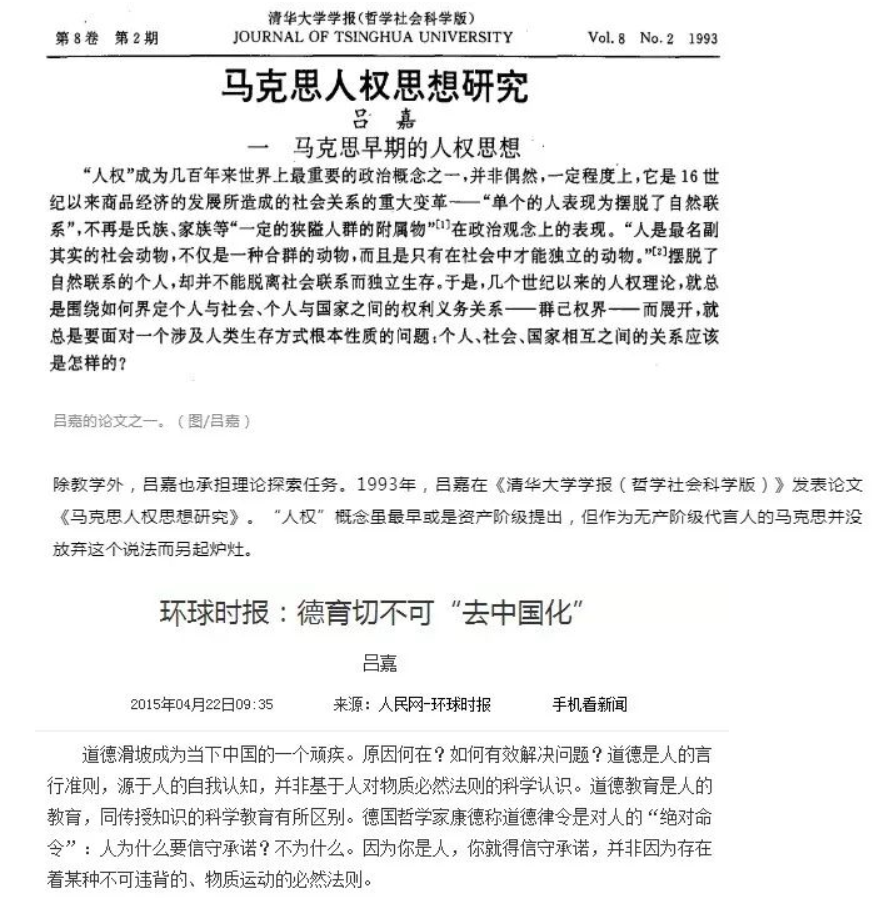 清华大学学报(哲学社会科学版)
第8卷 第2期 JOURNAL OF TSINGHUA UNIVERSITY Vol. 8 No. 2 1993
马克思人权思想研究
吕 嘉
一 马克思早期的人权思想
“人权”成为几百年来世界上最重要的政治概念之一,并非偶然,一定程度上,它是16世
纪以来商品经济的发展所造成的社会关系的重大变革——“单个的人表现为摆脱了自然联
系”,不再是氏族、家族等“一定的狭隘人群的附属物”[1]在政治观念上的表现。“人是最名副
其实的社会动物,不仅是一种合群的动物,而且是只有在社会中才能独立的动物。”[2]摆脱了
自然联系的个人,却并不能脱离社会联系而独立生存。于是,几个世纪以来的人权理论,就总
是围绕如何界定个人与社会、个人与国家之间的权利义务关系——群己权界——而展开,就
总是要面对一个涉及人类生存方式根本性质的问题:个人、社会、国家相互之间的关系应该
是怎样的?
吕嘉的论文之一。(图/吕嘉)
除教学外，吕嘉也承担理论探索任务。1993年，吕嘉在《清华大学学报（哲学社会科学版）》发表论文
《马克思人权思想研究》。“人权”概念虽最早或是资产阶级提出，但作为无产阶级代言人的马克思并没
放弃这个说法而另起炉灶。
环球时报：德育切不可“去中国化”
吕嘉
2015年04月22日09:35 来源：人民网-环球时报 手机看新闻
道德滑坡成为当下中国的一个顽疾。原因何在？如何有效解决问题？道德是人的言
行准则，源于人的自我认知，并非基于人对物质必然法则的科学认识。道德教育是人的
教育，同传授知识的科学教育有所区别。德国哲学家康德称道德律令是对人的“绝对命
令”：人为什么要信守承诺？不为什么。因为你是人，你就得信守承诺，并非因为存在
着某种不可违背的、物质运动的必然法则。